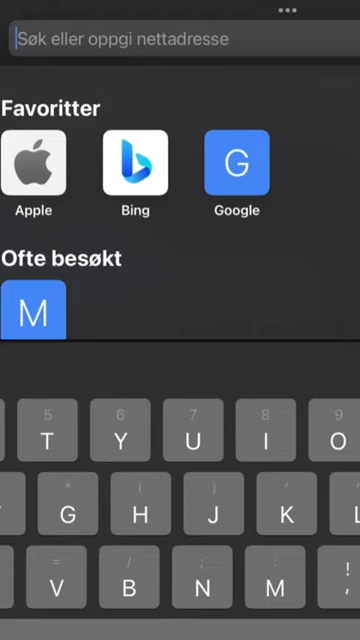 Søk eller oppgi nettadresse
Favoritter
G
Apple Bing Google
Ofte besøkt
M
5 6 7 8 9
T Y U I O
* ( ) '
G H J K L
= / ; : !
V B N M ,